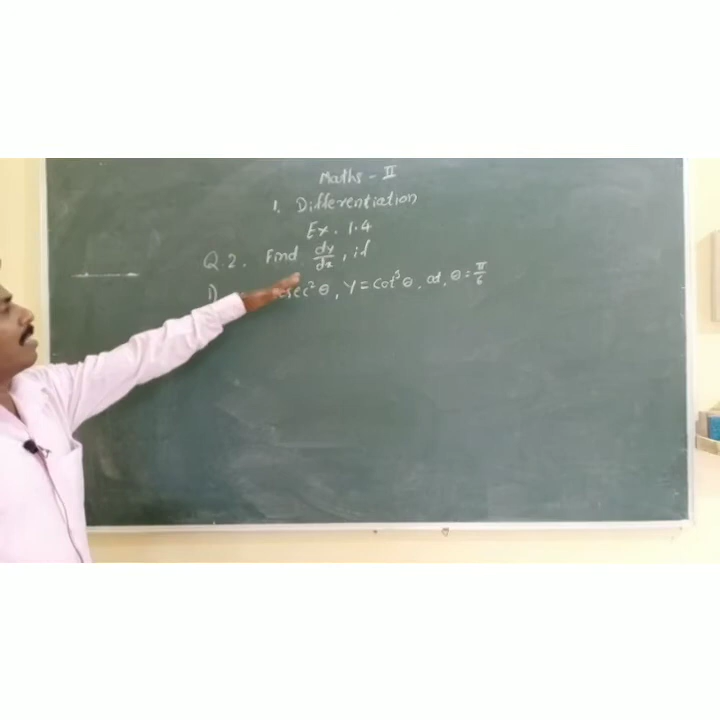 Maths - II
1. Differentiation
Ex. 1.4
Q.2. Find dy/dx, if
sec²θ, y = cot³θ, at, θ = π/6